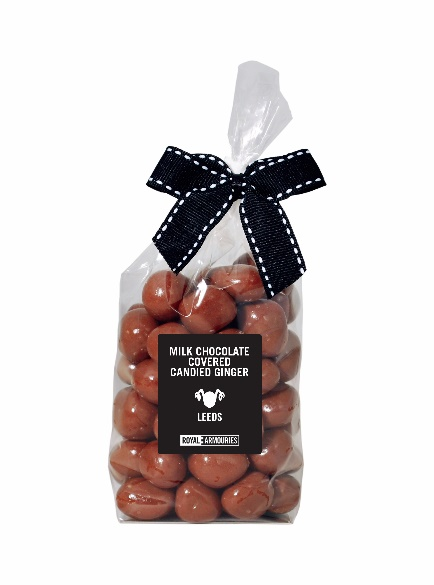 MILK CHOCOLATE
COVERED
CANDIED GINGER
LEEDS
ROYAL ARMOURIES